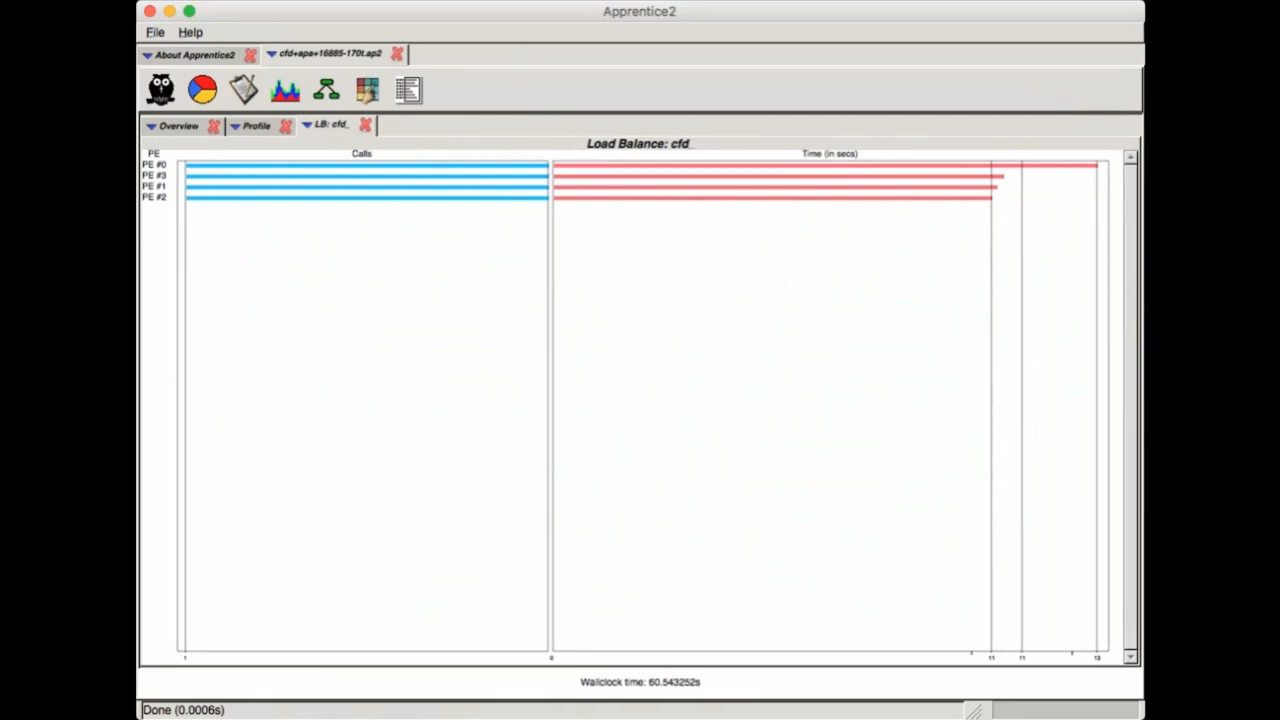 Apprentice2
File Help
About Apprentice2 cfd+apa+16885-170t.ap2
Overview Profile LB: cfd_
Load Balance: cfd_
PE Calls Time (in secs)
PE #0
PE #3
PE #1
PE #2
1 0 11 11 13
Wallclock time: 60.543252s
Done (0.0006s)